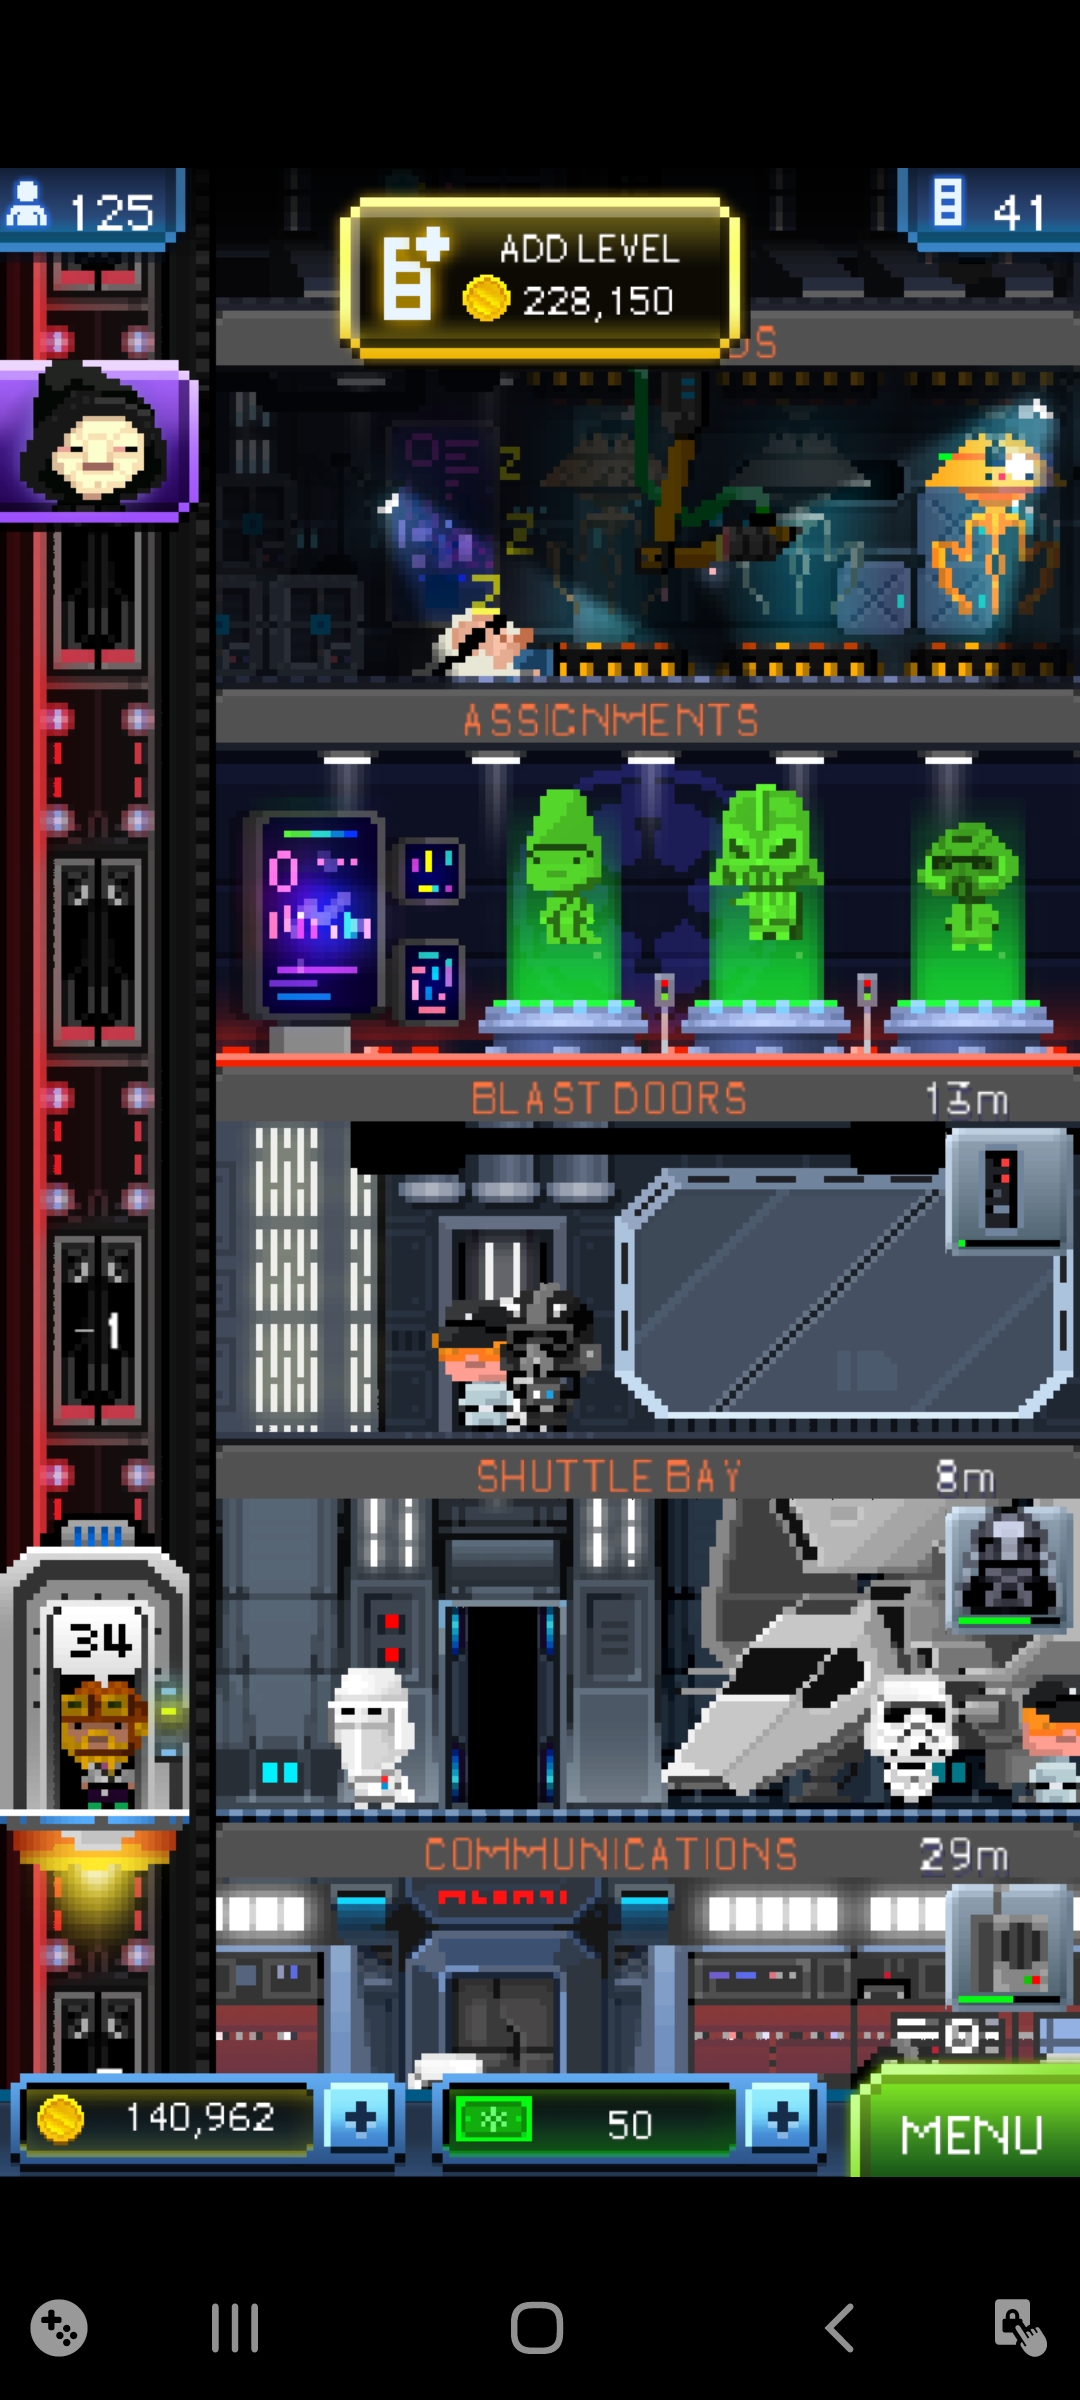 125
ADD LEVEL
228,150
41
Z
Z
Z
ASSIGNMENTS
BLAST DOORS 13m
-1
SHUTTLE BAY 8m
34
COMMUNICATIONS 29m
140,962
50
MENU